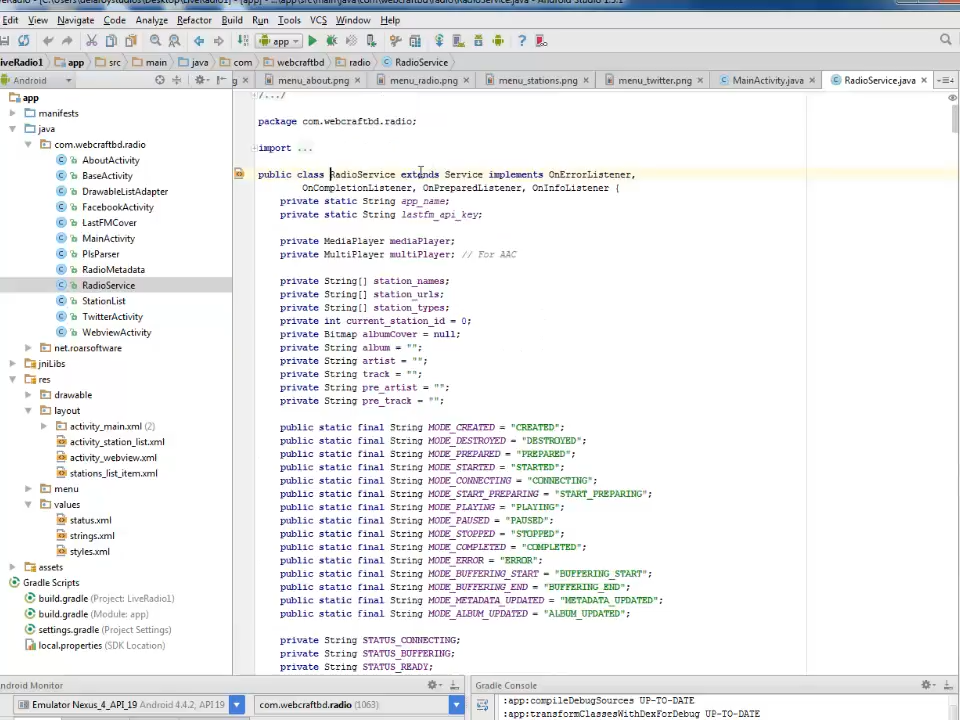 Edit View Navigate Code Analyze Refactor Build Run Tools VCS Window Help
app
iveRadio1 app src main java com webcraftbd radio RadioService
Android
g menu_about.png menu_radio.png menu_stations.png menu_twitter.png MainActivity.java RadioService.java
app
manifests
java
com.webcraftbd.radio
AboutActivity
BaseActivity
DrawableListAdapter
FacebookActivity
LastFMCover
MainActivity
PlsParser
RadioMetadata
RadioService
StationList
TwitterActivity
WebviewActivity
net.roarsoftware
jniLibs
res
drawable
layout
activity_main.xml (2)
activity_station_list.xml
activity_webview.xml
stations_list_item.xml
menu
values
status.xml
strings.xml
styles.xml
assets
Gradle Scripts
build.gradle (Project: LiveRadio1)
build.gradle (Module: app)
settings.gradle (Project Settings)
local.properties (SDK Location)
/.../
package com.webcraftbd.radio;
import ...
public class RadioService extends Service implements OnErrorListener,
OnCompletionListener, OnPreparedListener, OnInfoListener {
private static String app_name;
private static String lastfm_api_key;
private MediaPlayer mediaPlayer;
private MultiPlayer multiPlayer; // For AAC
private String[] station_names;
private String[] station_urls;
private String[] station_types;
private int current_station_id = 0;
private Bitmap albumCover = null;
private String album = "";
private String artist = "";
private String track = "";
private String pre_artist = "";
private String pre_track = "";
public static final String MODE_CREATED = "CREATED";
public static final String MODE_DESTROYED = "DESTROYED";
public static final String MODE_PREPARED = "PREPARED";
public static final String MODE_STARTED = "STARTED";
public static final String MODE_CONNECTING = "CONNECTING";
public static final String MODE_START_PREPARING = "START_PREPARING";
public static final String MODE_PLAYING = "PLAYING";
public static final String MODE_PAUSED = "PAUSED";
public static final String MODE_STOPPED = "STOPPED";
public static final String MODE_COMPLETED = "COMPLETED";
public static final String MODE_ERROR = "ERROR";
public static final String MODE_BUFFERING_START = "BUFFERING_START";
public static final String MODE_BUFFERING_END = "BUFFERING_END";
public static final String MODE_METADATA_UPDATED = "METADATA_UPDATED";
public static final String MODE_ALBUM_UPDATED = "ALBUM_UPDATED";
private String STATUS_CONNECTING;
private String STATUS_BUFFERING;
private String STATUS_READY;
ndroid Monitor
Emulator Nexus_4_API_19 Android 4.4.2, API 19 com.webcraftbd.radio (1063)
Gradle Console
:app:compileDebugSources UP-TO-DATE
:app:transformClassesWithDexForDebug UP-TO-DATE